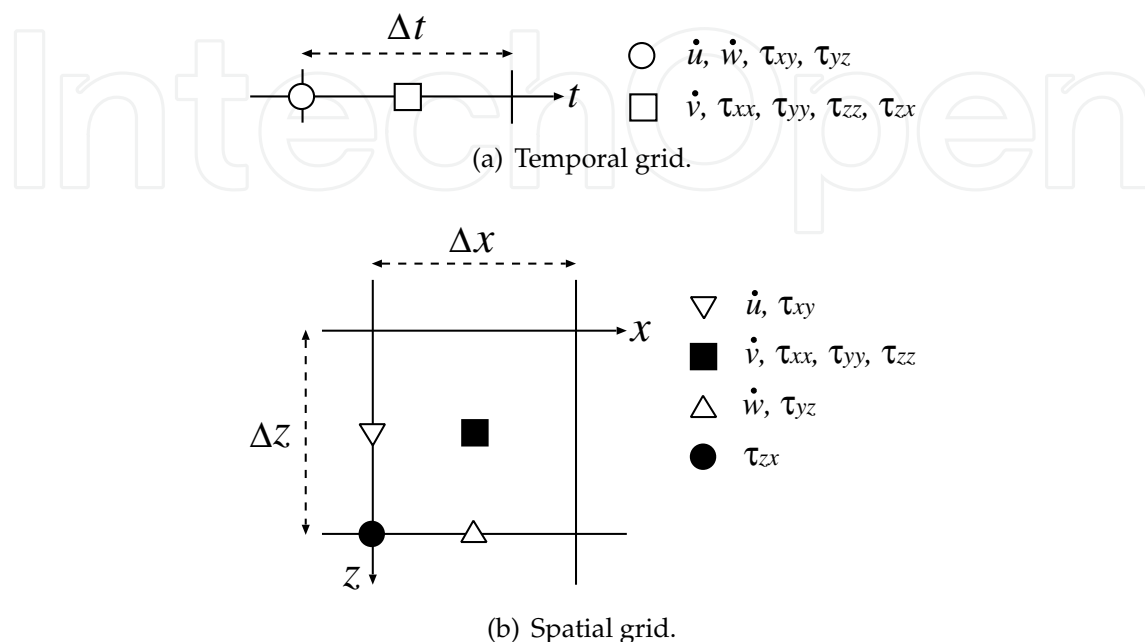 IntechOpen
Δt
u̇, ẇ, τxy, τyz
t
v̇, τxx, τyy, τzz, τzx
(a) Temporal grid.
Δx
u̇, τxy
x
v̇, τxx, τyy, τzz
ẇ, τyz
Δz
τzx
z
(b) Spatial grid.